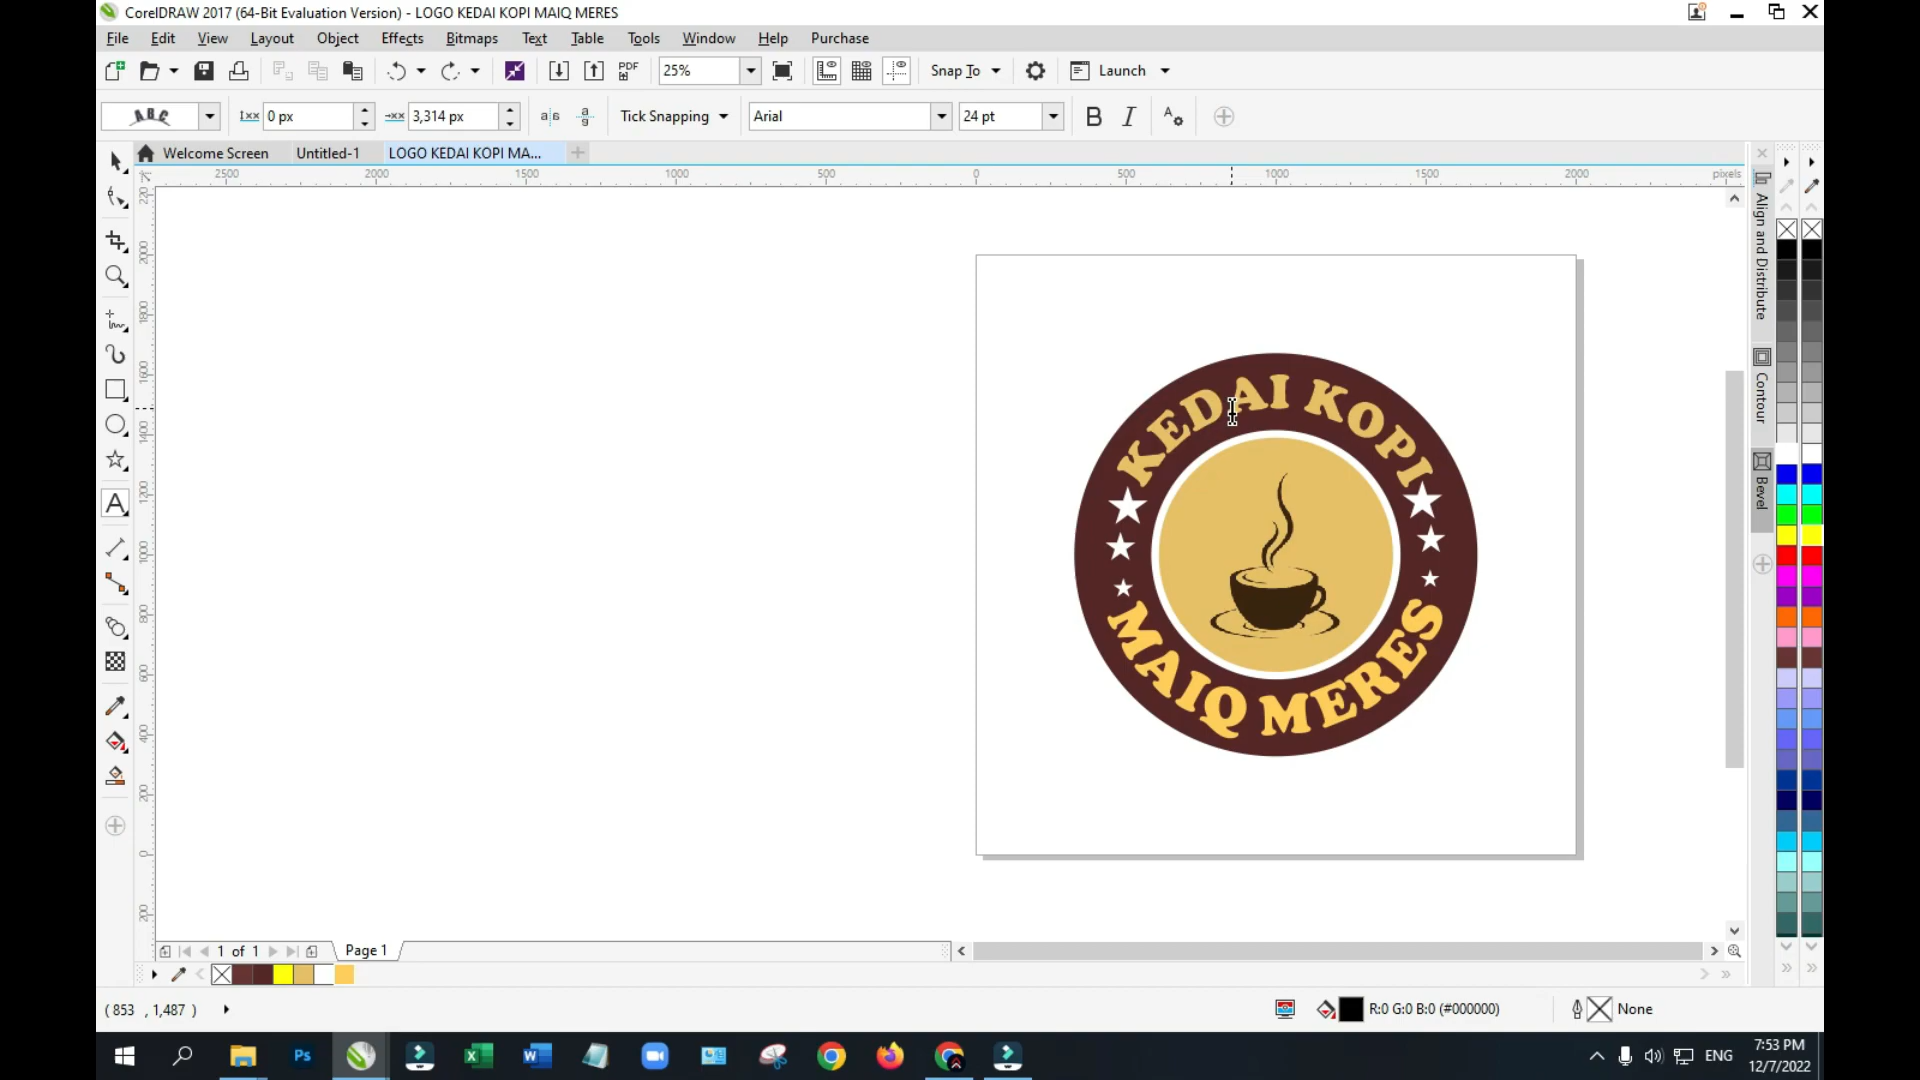 CorelDRAW 2017 (64-Bit Evaluation Version) - LOGO KEDAI KOPI MAIQ MERES
File Edit View Layout Object Effects Bitmaps Text Table Tools Window Help Purchase
PDF 25% Snap To Launch
ABC 0 px 3,314 px Tick Snapping Arial 24 pt B I
Welcome Screen Untitled-1 LOGO KEDAI KOPI MA...
2500 2000 1500 1000 500 0 500 1000 1500 2000 pixels
KEDAI KOPI
MAIQ MERES
Align and Distribute
Contour
Bevel
1 of 1 Page 1
( 853 , 1,487 ) R:0 G:0 B:0 (#000000) None
Ps ENG 7:53 PM
12/7/2022